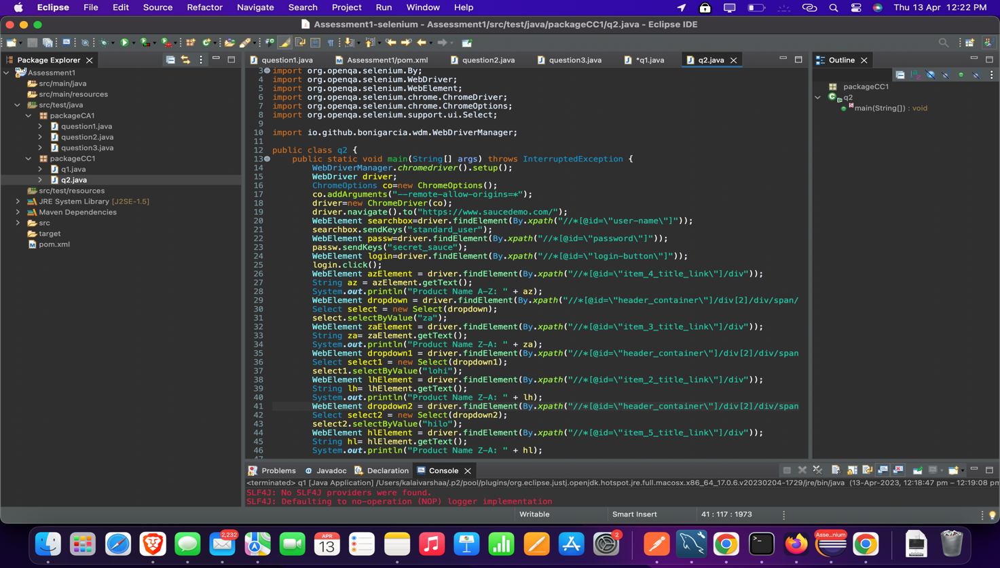 Eclipse File Edit Source Refactor Navigate Search Project Run Window Help Thu 13 Apr 12:22 PM
Assessment1-selenium - Assessment1/src/test/java/packageCC1/q2.java - Eclipse IDE
Package Explorer
Assessment1
src/main/java
src/main/resources
src/test/java
packageCA1
question1.java
question2.java
question3.java
packageCC1
q1.java
q2.java
src/test/resources
JRE System Library [J2SE-1.5]
Maven Dependencies
src
target
pom.xml
question1.java Assessment1/pom.xml question2.java question3.java *q1.java q2.java
3 import org.openqa.selenium.By;
4 import org.openqa.selenium.WebDriver;
5 import org.openqa.selenium.WebElement;
6 import org.openqa.selenium.chrome.ChromeDriver;
7 import org.openqa.selenium.chrome.ChromeOptions;
8 import org.openqa.selenium.support.ui.Select;
9
10 import io.github.bonigarcia.wdm.WebDriverManager;
11
12 public class q2 {
13 public static void main(String[] args) throws InterruptedException {
14 WebDriverManager.chromedriver().setup();
15 WebDriver driver;
16 ChromeOptions co=new ChromeOptions();
17 co.addArguments("--remote-allow-origins=*");
18 driver=new ChromeDriver(co);
19 driver.navigate().to("https://www.saucedemo.com/");
20 WebElement searchbox=driver.findElement(By.xpath("//*[@id=\"user-name\"]"));
21 searchbox.sendKeys("standard_user");
22 WebElement passw=driver.findElement(By.xpath("//*[@id=\"password\"]"));
23 passw.sendKeys("secret_sauce");
24 WebElement login=driver.findElement(By.xpath("//*[@id=\"login-button\"]"));
25 login.click();
26 WebElement azElement = driver.findElement(By.xpath("//*[@id=\"item_4_title_link\"]/div"));
27 String az = azElement.getText();
28 System.out.println("Product Name A-Z: " + az);
29 WebElement dropdown = driver.findElement(By.xpath("//*[@id=\"header_container\"]/div[2]/div/span/
30 Select select = new Select(dropdown);
31 select.selectByValue("za");
32 WebElement zaElement = driver.findElement(By.xpath("//*[@id=\"item_3_title_link\"]/div"));
33 String za= zaElement.getText();
34 System.out.println("Product Name Z-A: " + za);
35 WebElement dropdown1 = driver.findElement(By.xpath("//*[@id=\"header_container\"]/div[2]/div/span
36 Select select1 = new Select(dropdown1);
37 select1.selectByValue("lohi");
38 WebElement lhElement = driver.findElement(By.xpath("//*[@id=\"item_2_title_link\"]/div"));
39 String lh= lhElement.getText();
40 System.out.println("Product Name Z-A: " + lh);
41 WebElement dropdown2 = driver.findElement(By.xpath("//*[@id=\"header_container\"]/div[2]/div/span
42 Select select2 = new Select(dropdown2);
43 select2.selectByValue("hilo");
44 WebElement hlElement = driver.findElement(By.xpath("//*[@id=\"item_5_title_link\"]/div"));
45 String hl= hlElement.getText();
46 System.out.println("Product Name Z-A: " + hl);
Outline
packageCC1
q2
main(String[]) : void
Problems Javadoc Declaration Console
<terminated> q1 [Java Application] /Users/kalaivarshaa/.p2/pool/plugins/org.eclipse.justj.openjdk.hotspot.jre.full.macosx.x86_64_17.0.6.v20230204-1729/jre/bin/java (13-Apr-2023, 12:18:47 pm – 12:19:08 pm
SLF4J: No SLF4J providers were found.
SLF4J: Defaulting to no-operation (NOP) logger implementation
Writable Smart Insert 41 : 117 : 1973
2,232
APR
13
2
Asse...nium